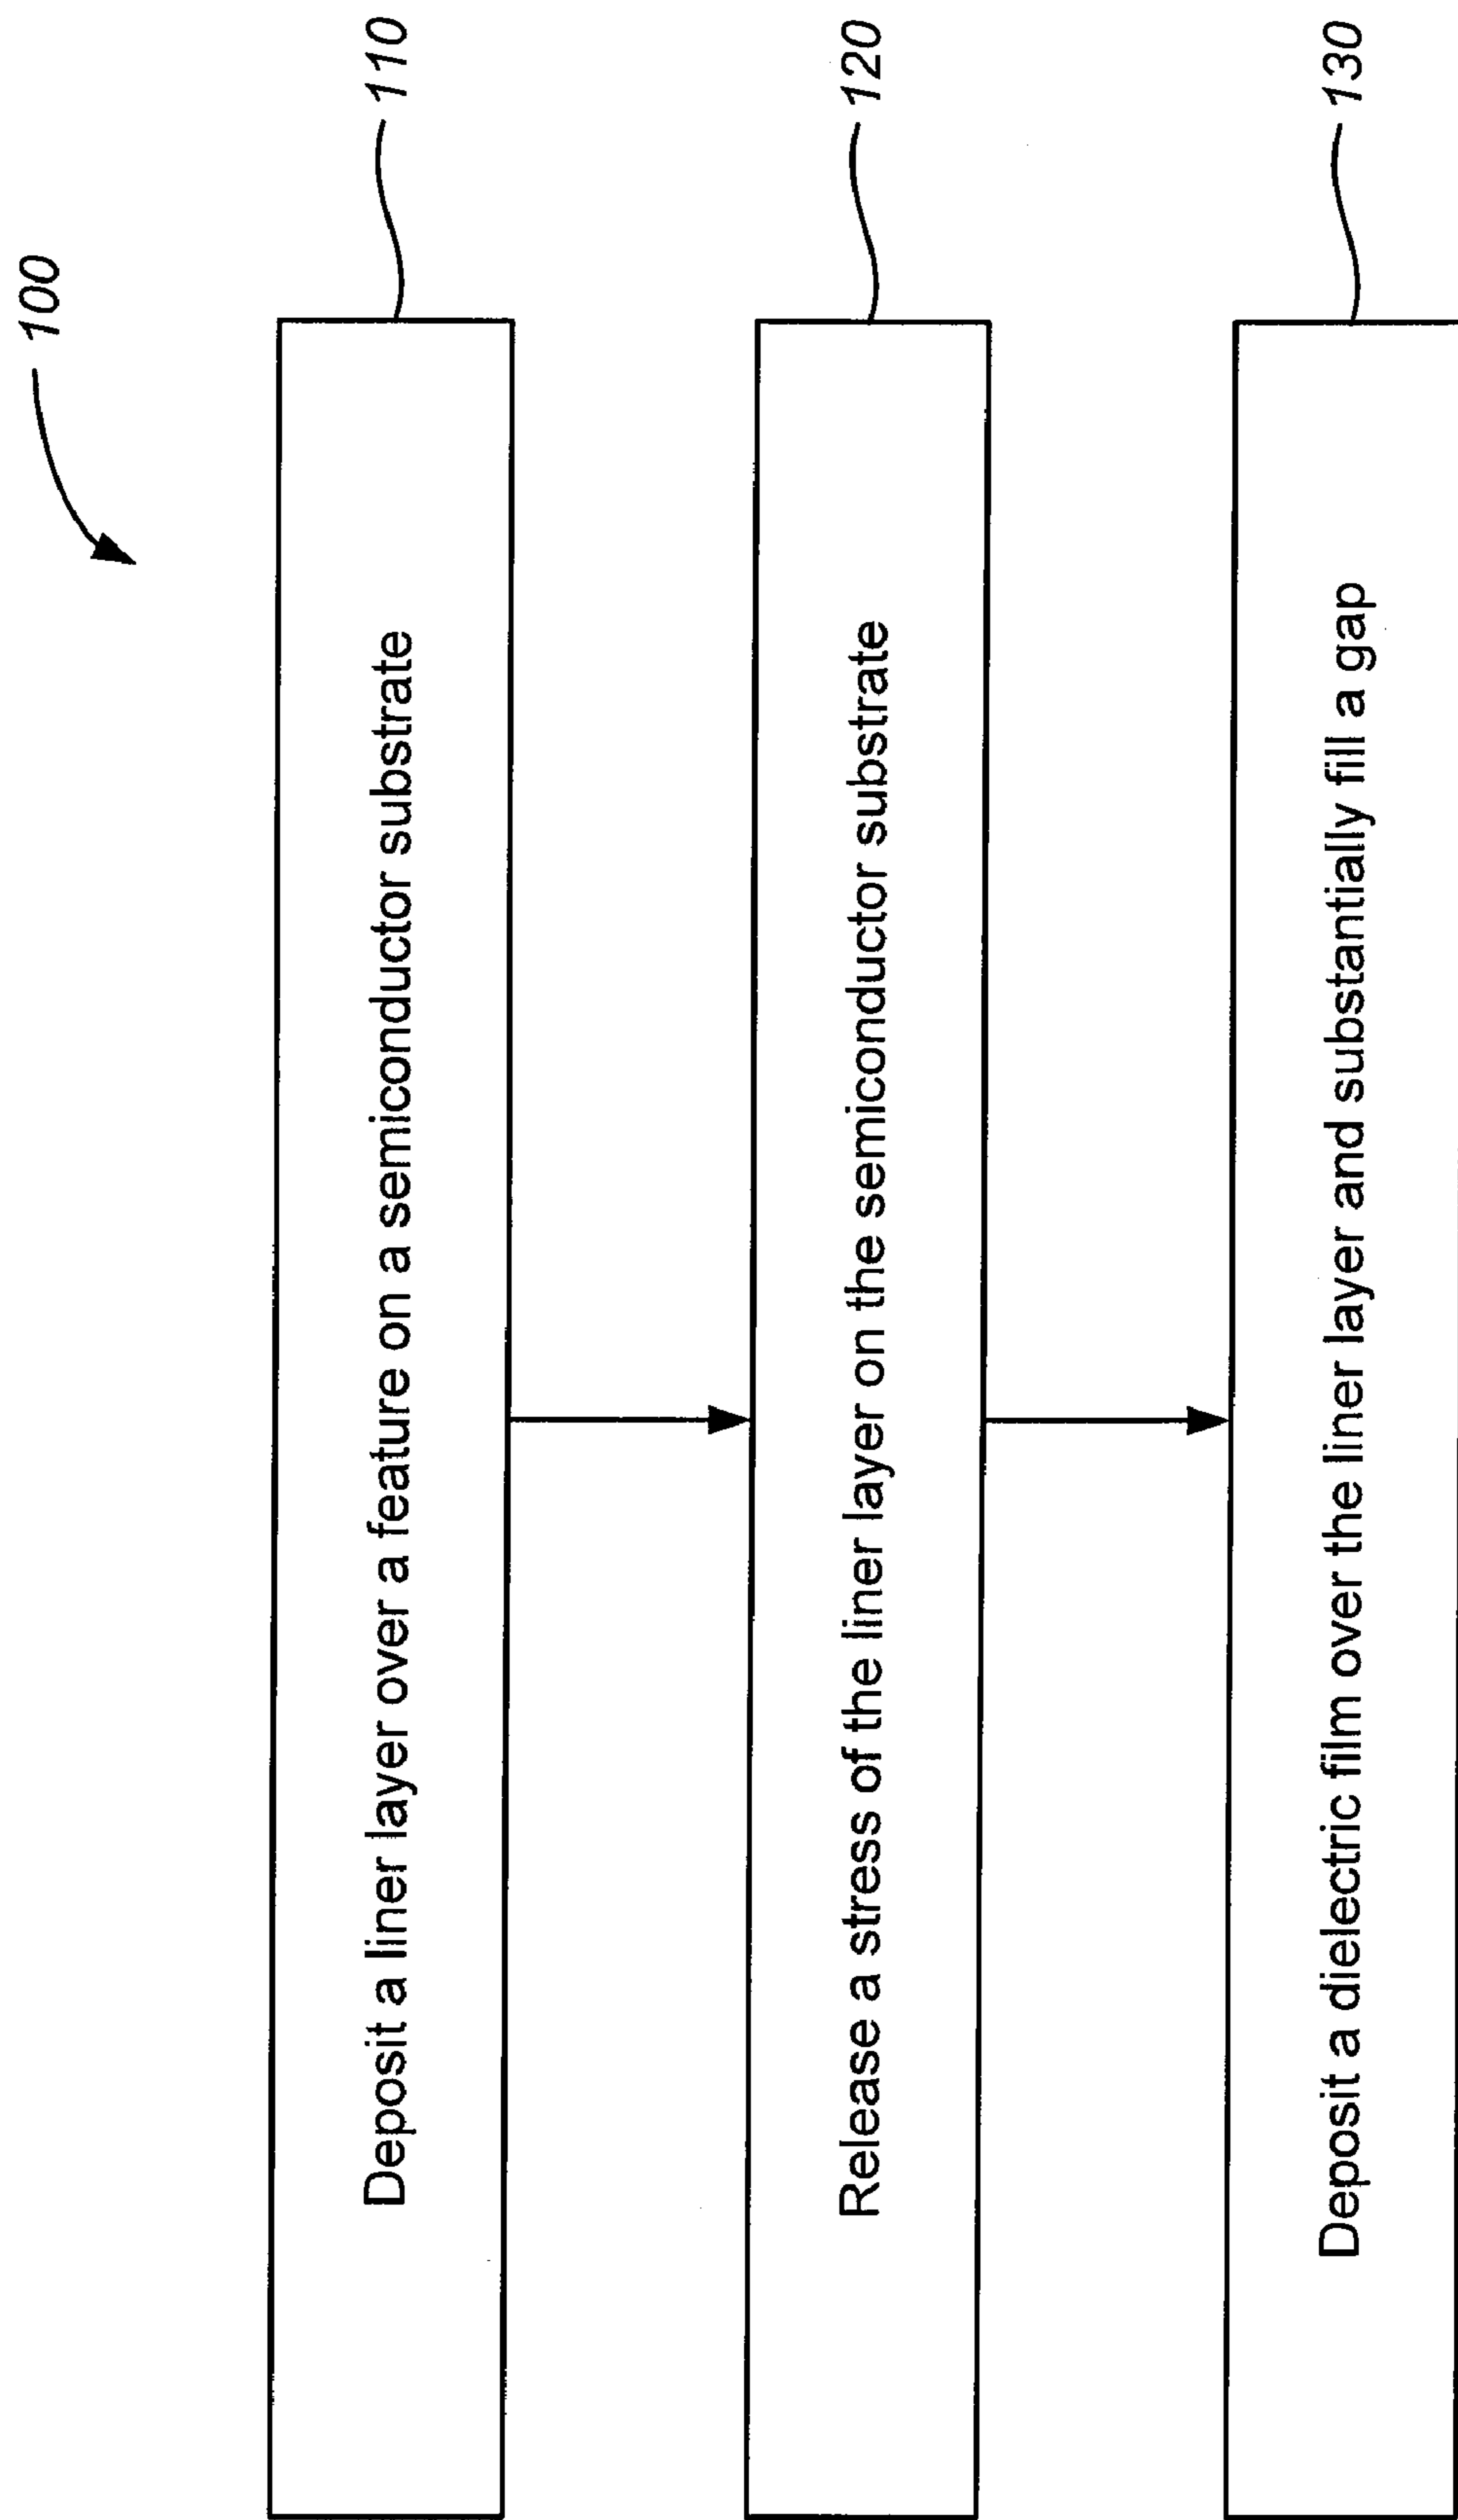 100
Deposit a liner layer over a feature on a semiconductor substrate
110
Release a stress of the liner layer on the semiconductor substrate
120
Deposit a dielectric film over the liner layer and substantially fill a gap
130